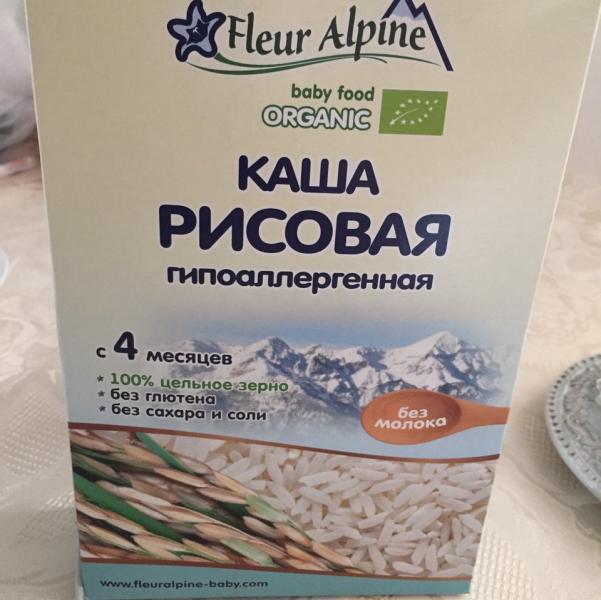 Fleur Alpine
baby food
ORGANIC
КАША
РИСОВАЯ
гипоаллергенная
с 4 месяцев
* 100% цельное зерно
* без глютена
* без сахара и соли
без
молока
www.fleuralpine-baby.com